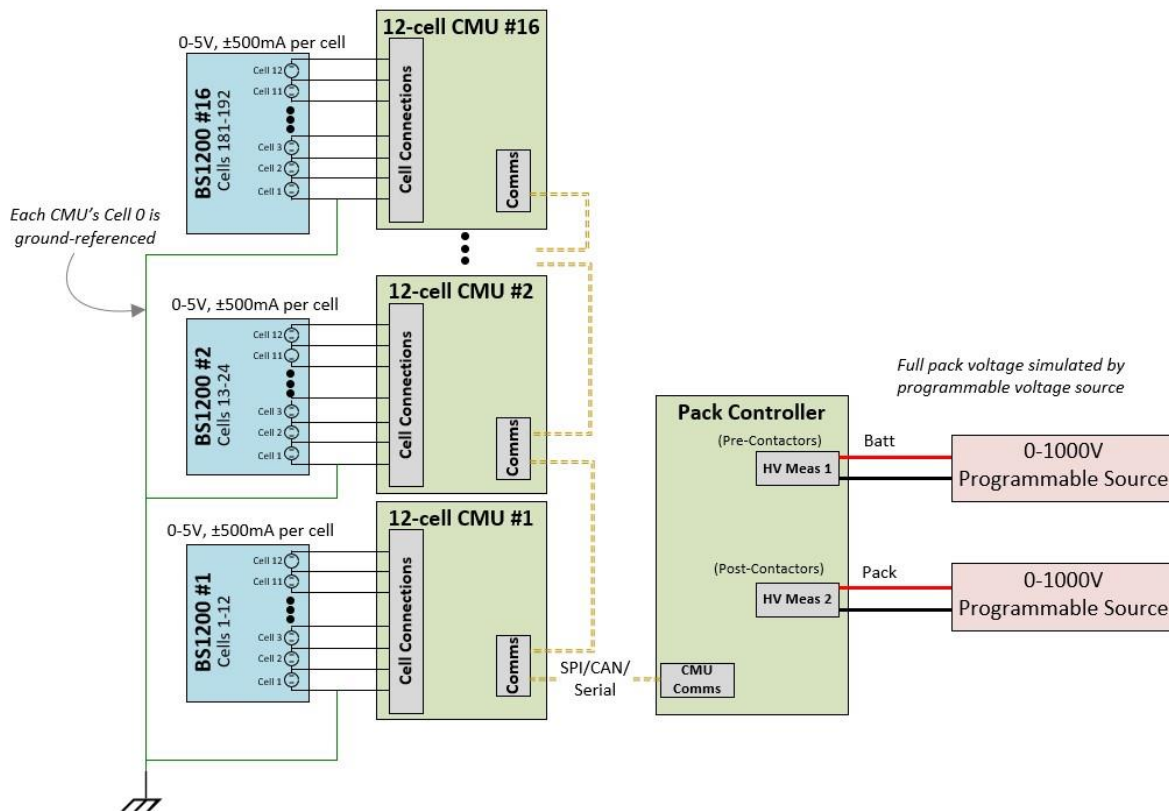 12-cell CMU #16
0-5V, ±500mA per cell
Cell 12
Cell 11
Cell 3
Cell 2
Cell 1
BS1200 #16
Cells 181-192
Cell Connections
Comms
Each CMU's Cell 0 is
ground-referenced
12-cell CMU #2
0-5V, ±500mA per cell
Cell 12
Cell 11
Cell 3
Cell 2
Cell 1
BS1200 #2
Cells 13-24
Cell Connections
Comms
12-cell CMU #1
0-5V, ±500mA per cell
Cell 12
Cell 11
Cell 3
Cell 2
Cell 1
BS1200 #1
Cells 1-12
Cell Connections
Comms
SPI/CAN/
Serial
Pack Controller
(Pre-Contactors)
HV Meas 1
(Post-Contactors)
HV Meas 2
CMU
Comms
Full pack voltage simulated by
programmable voltage source
Batt
0-1000V
Programmable Source
Pack
0-1000V
Programmable Source